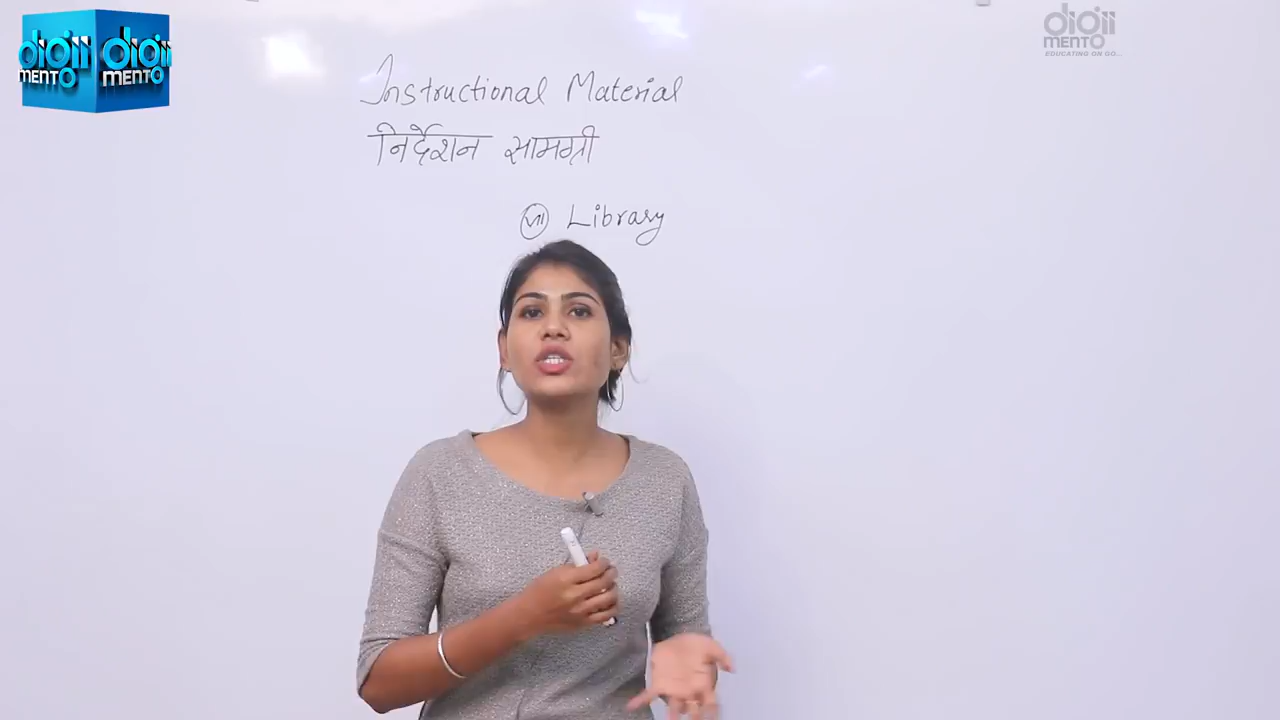 digii digii
MENTO MENTO
digii
MENTO
EDUCATING ON GO...
Instructional Material
निर्देशन सामग्री
VII Library